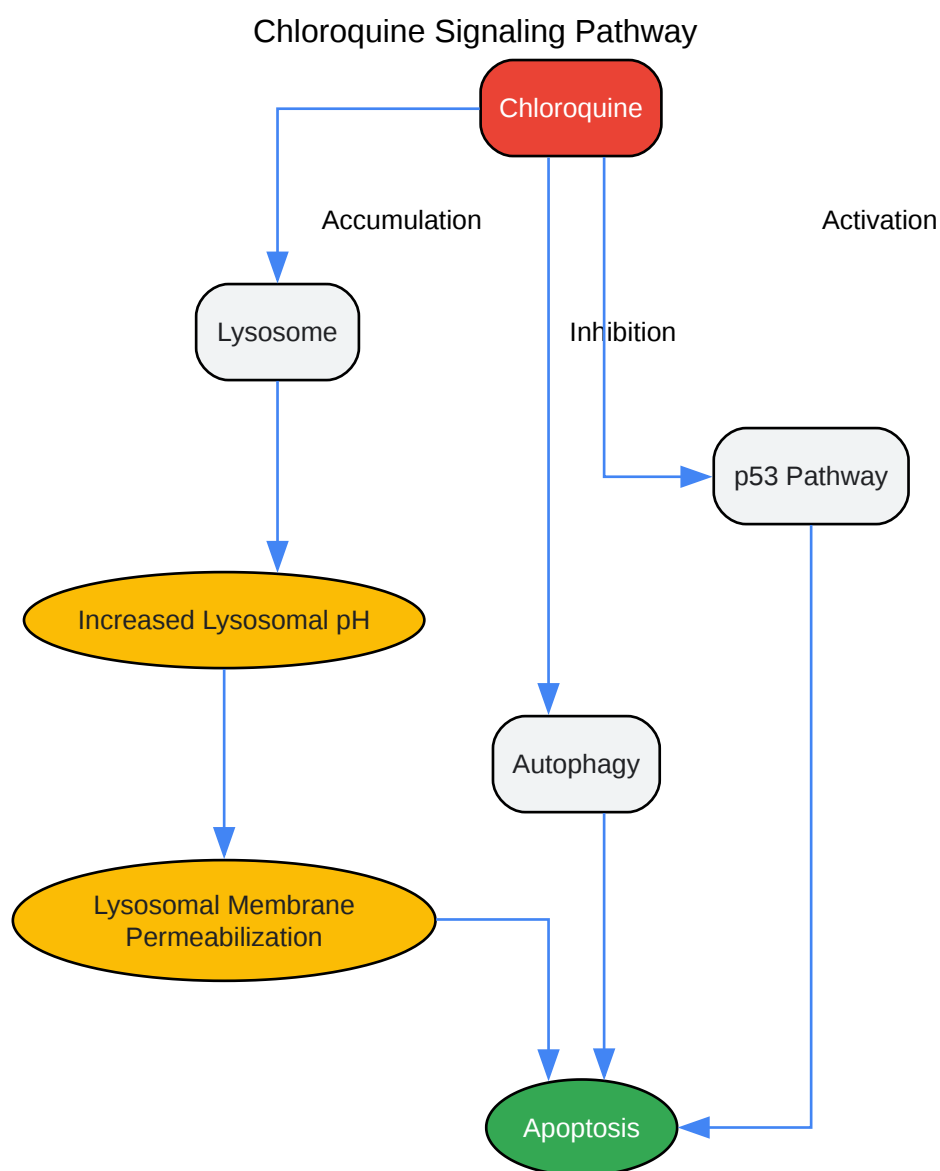 Chloroquine Signaling Pathway
Chloroquine
Accumulation
Activation
Lysosome
Inhibition
p53 Pathway
Increased Lysosomal pH
Autophagy
Lysosomal Membrane
Permeabilization
Apoptosis